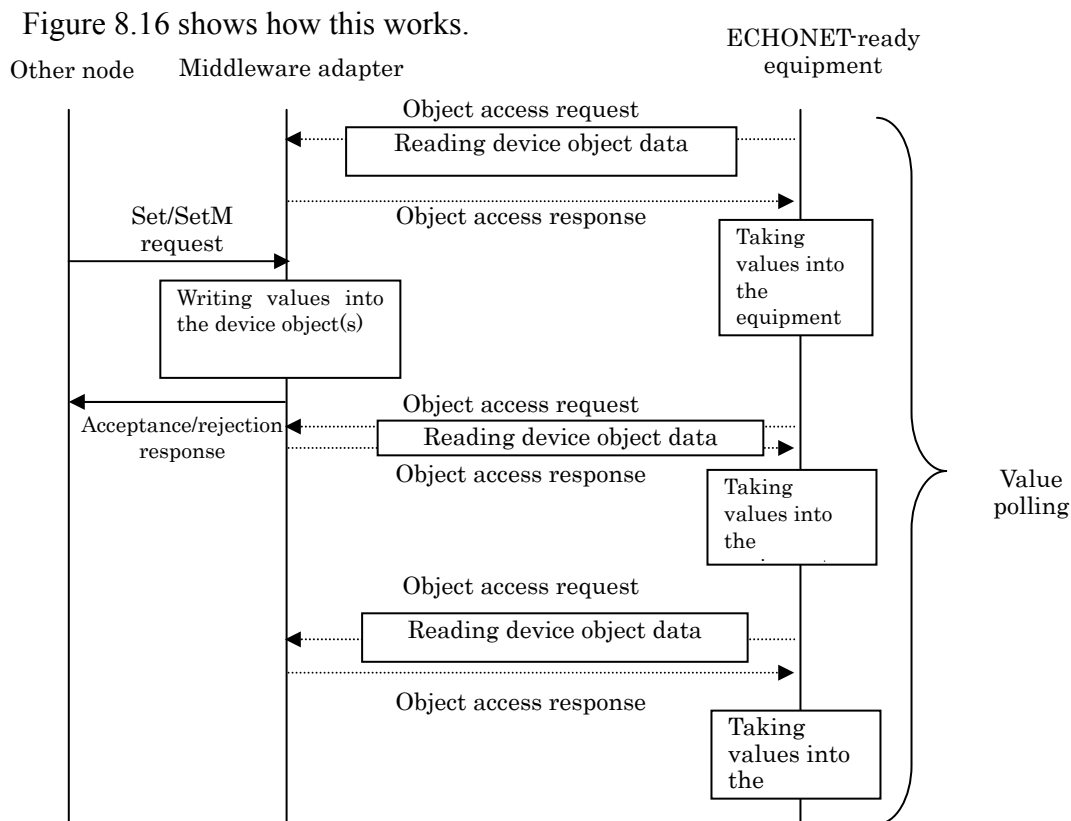 Figure 8.16 shows how this works.
ECHONET-ready
equipment
Other node
Middleware adapter
Object access request
Reading device object data
Object access response
Set/SetM
request
Taking
values into
the
equipment
Writing values into
the device object(s)
Object access request
Acceptance/rejection
response
Reading device object data
Object access response
Taking
values into
the
Value
polling
Object access request
Reading device object data
Object access response
Taking
values into
the